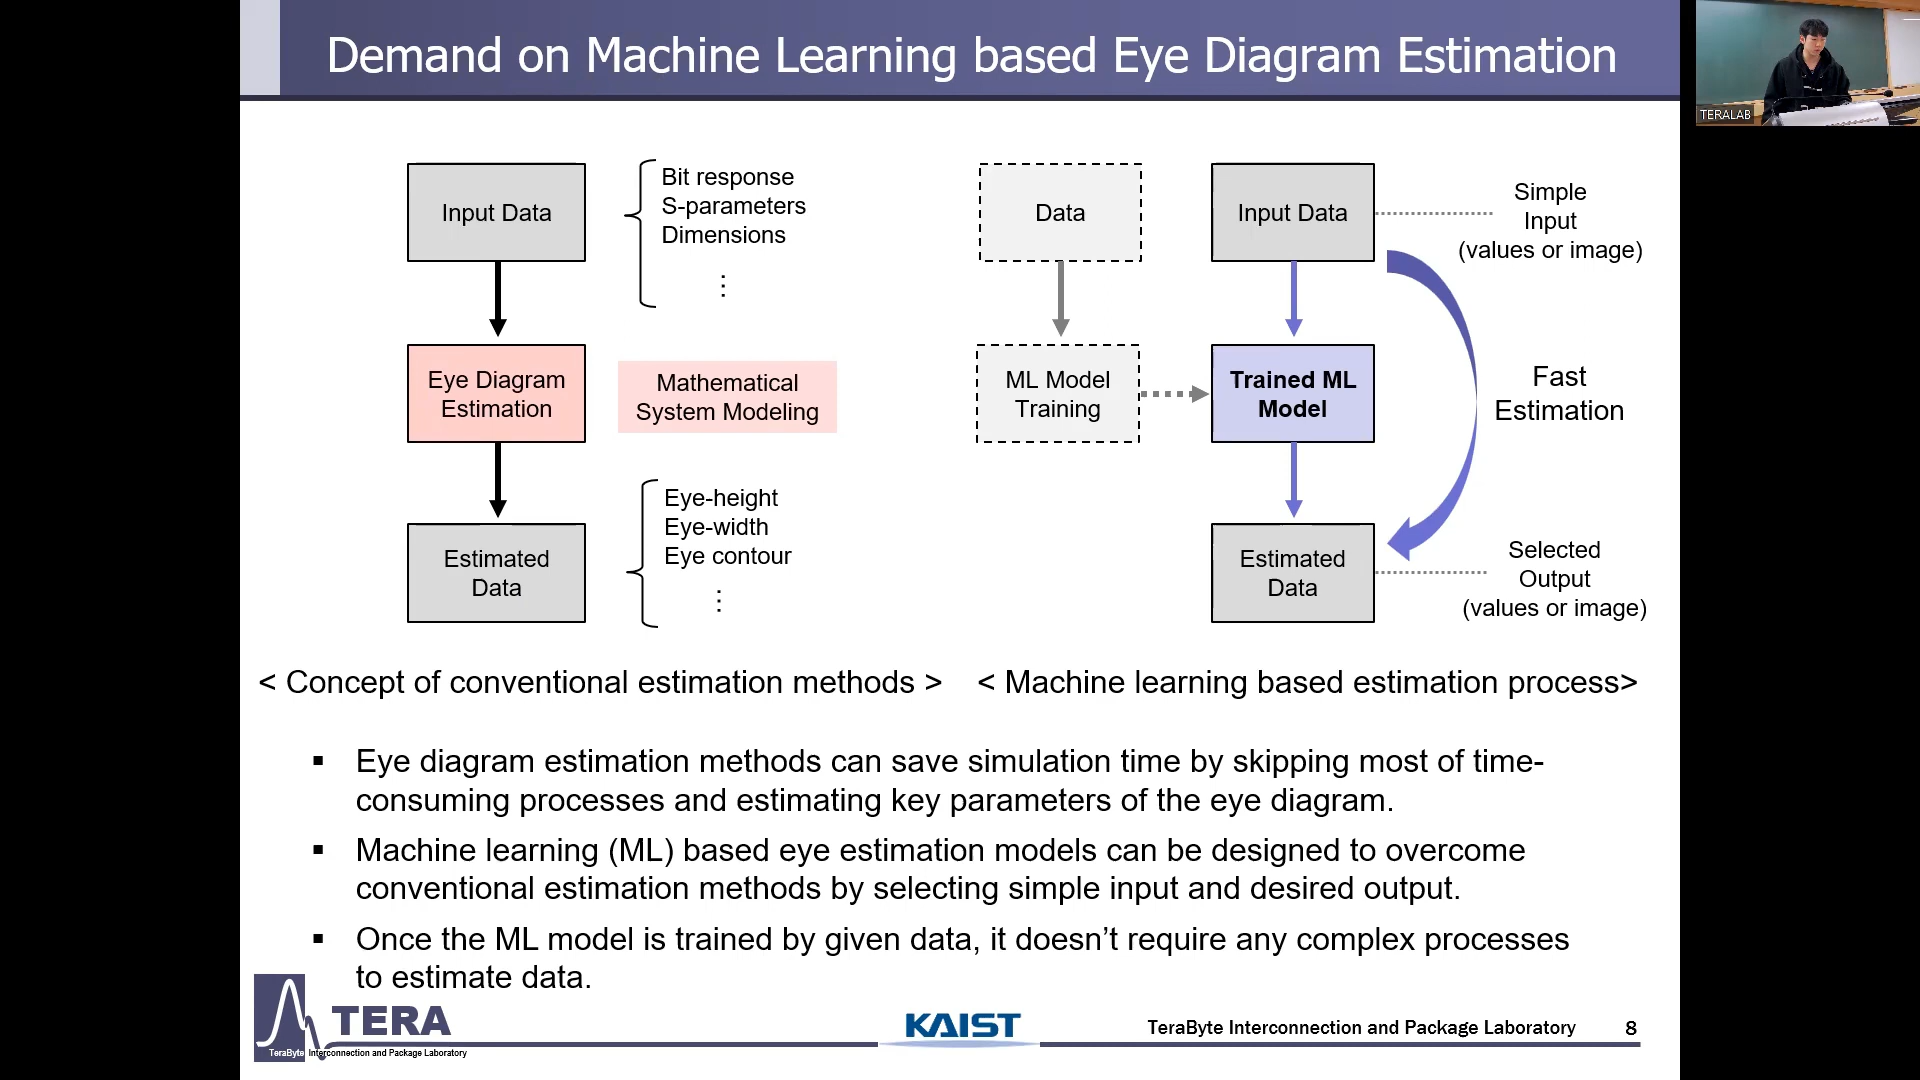 Demand on Machine Learning based Eye Diagram Estimation
TERALAB
Input Data
Bit response
S-parameters
Dimensions
⋮
Eye Diagram
Estimation
Mathematical
System Modeling
Estimated
Data
Eye-height
Eye-width
Eye contour
⋮
< Concept of conventional estimation methods >
Data
ML Model
Training
Input Data
Trained ML
Model
Estimated
Data
Simple
Input
(values or image)
Fast
Estimation
Selected
Output
(values or image)
< Machine learning based estimation process>
▪ Eye diagram estimation methods can save simulation time by skipping most of time-
consuming processes and estimating key parameters of the eye diagram.
▪ Machine learning (ML) based eye estimation models can be designed to overcome
conventional estimation methods by selecting simple input and desired output.
▪ Once the ML model is trained by given data, it doesn’t require any complex processes
to estimate data.
TERA
TeraByte Interconnection and Package Laboratory
KAIST
TeraByte Interconnection and Package Laboratory
8